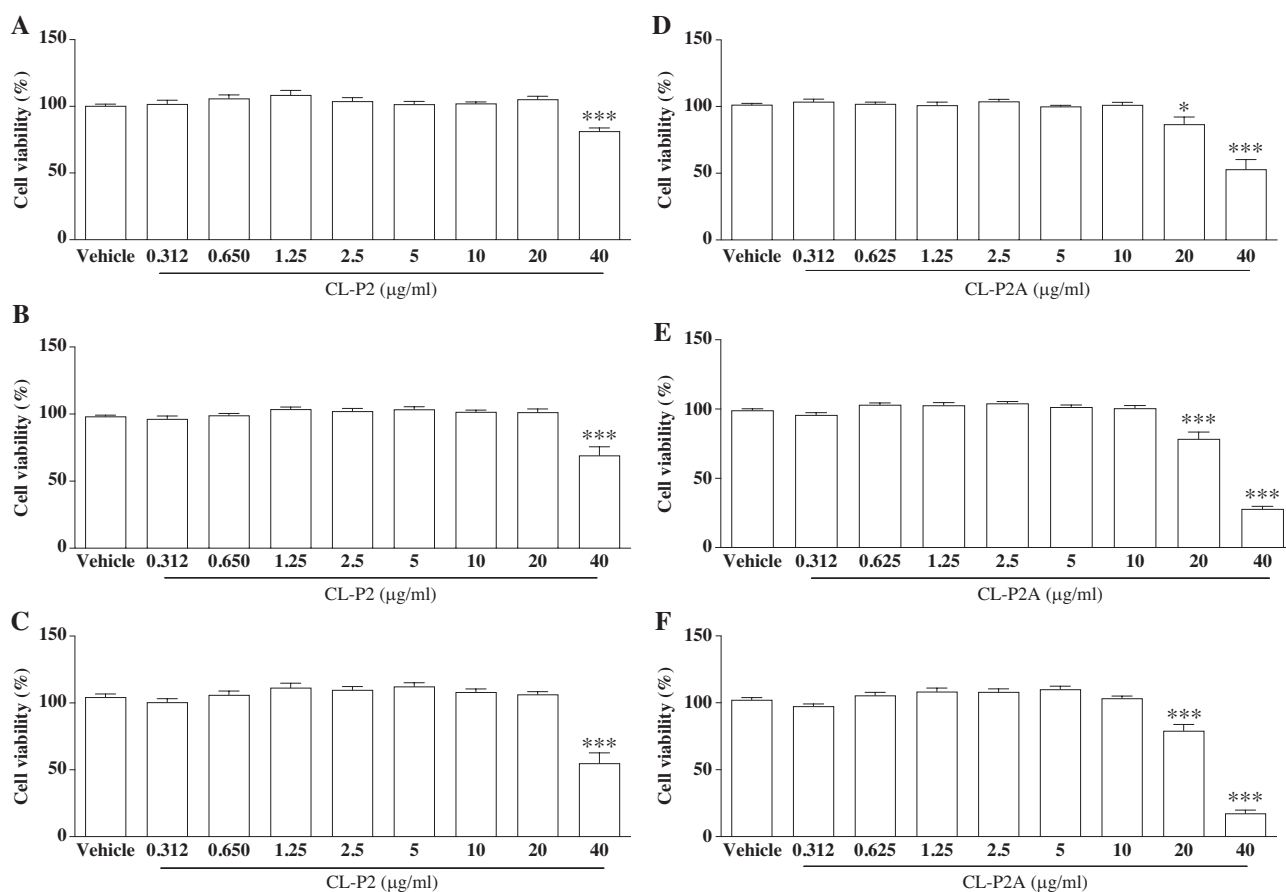 A
150
100
50
0
Cell viability (%)
***
Vehicle 0.312 0.650 1.25 2.5 5 10 20 40
CL-P2 (µg/ml)
B
150
100
50
0
Cell viability (%)
***
Vehicle 0.312 0.650 1.25 2.5 5 10 20 40
CL-P2 (µg/ml)
C
150
100
50
0
Cell viability (%)
***
Vehicle 0.312 0.650 1.25 2.5 5 10 20 40
CL-P2 (µg/ml)
D
150
100
50
0
Cell viability (%)
*
***
Vehicle 0.312 0.625 1.25 2.5 5 10 20 40
CL-P2A (µg/ml)
E
150
100
50
0
Cell viability (%)
***
***
Vehicle 0.312 0.625 1.25 2.5 5 10 20 40
CL-P2A (µg/ml)
F
150
100
50
0
Cell viability (%)
***
***
Vehicle 0.312 0.625 1.25 2.5 5 10 20 40
CL-P2A (µg/ml)